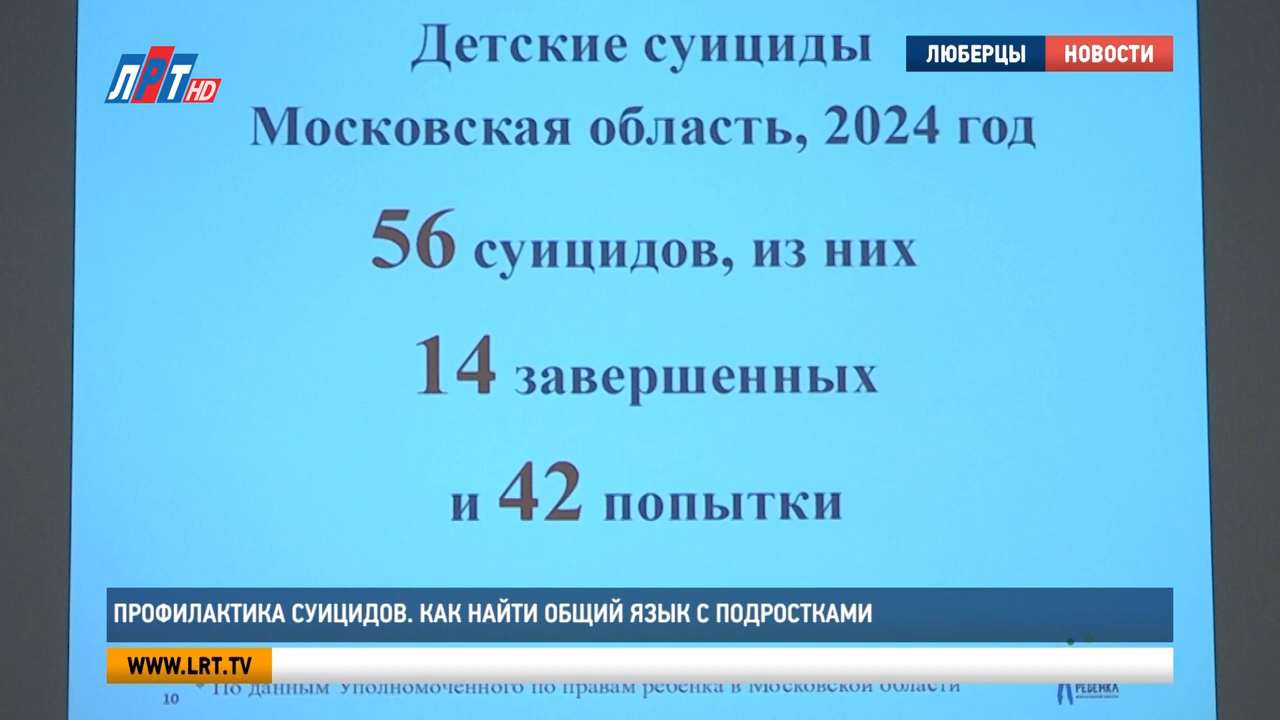 ЛРТ HD
ЛЮБЕРЦЫ НОВОСТИ
Детские суициды
Московская область, 2024 год
56 суицидов, из них
14 завершенных
и 42 попытки
ПРОФИЛАКТИКА СУИЦИДОВ. КАК НАЙТИ ОБЩИЙ ЯЗЫК С ПОДРОСТКАМИ
WWW.LRT.TV
10 * По данным Уполномоченного по правам ребенка в Московской области
РЕБЕНКА